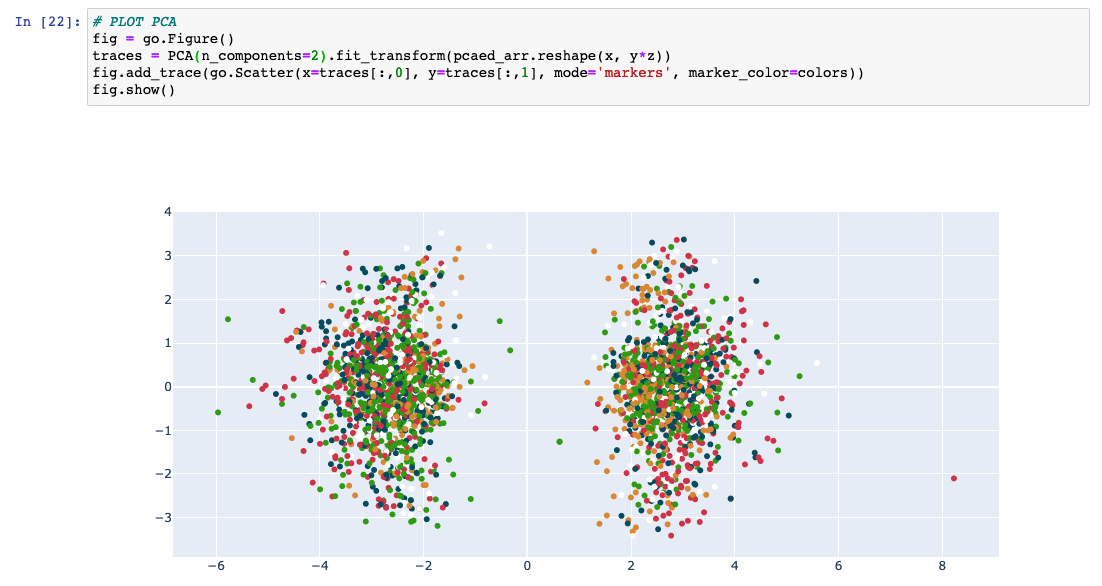 In [22]: # PLOT PCA
fig = go.Figure()
traces = PCA(n_components=2).fit_transform(pcaed_arr.reshape(x, y*z))
fig.add_trace(go.Scatter(x=traces[:,0], y=traces[:,1], mode='markers', marker_color=colors))
fig.show()
4
3
2
1
0
−1
−2
−3
−6 −4 −2 0 2 4 6 8